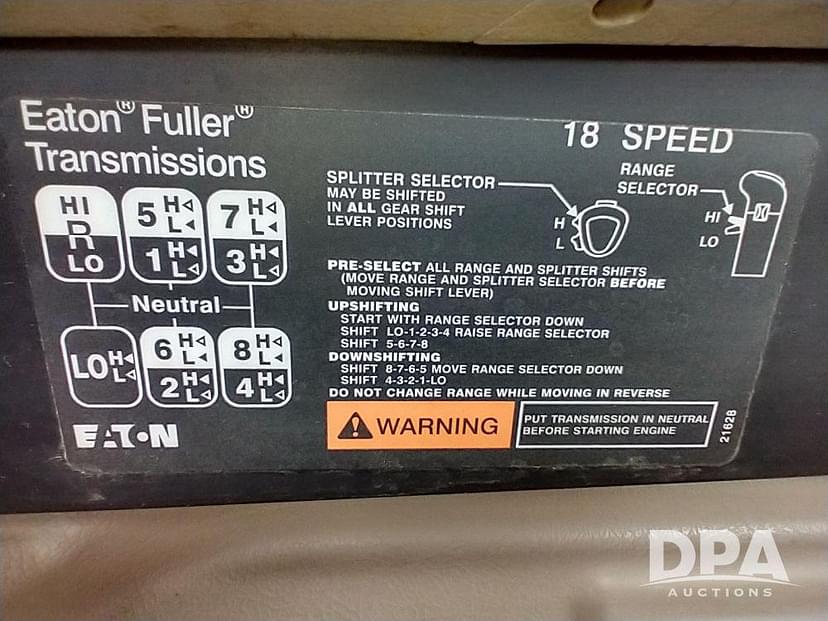 Eaton® Fuller®
Transmissions
18 SPEED
HI
R
LO
5 H L
1 H L
7 H L
3 H L
Neutral
LO H L
6 H L
2 H L
8 H L
4 H L
EATON
SPLITTER SELECTOR
MAY BE SHIFTED
IN ALL GEAR SHIFT
LEVER POSITIONS
H
L
RANGE
SELECTOR
HI
LO
PRE-SELECT ALL RANGE AND SPLITTER SHIFTS
(MOVE RANGE AND SPLITTER SELECTOR BEFORE
MOVING SHIFT LEVER)
UPSHIFTING
START WITH RANGE SELECTOR DOWN
SHIFT LO-1-2-3-4 RAISE RANGE SELECTOR
SHIFT 5-6-7-8
DOWNSHIFTING
SHIFT 8-7-6-5 MOVE RANGE SELECTOR DOWN
SHIFT 4-3-2-1-LO
DO NOT CHANGE RANGE WHILE MOVING IN REVERSE
WARNING
PUT TRANSMISSION IN NEUTRAL
BEFORE STARTING ENGINE
21628
DPA
AUCTIONS